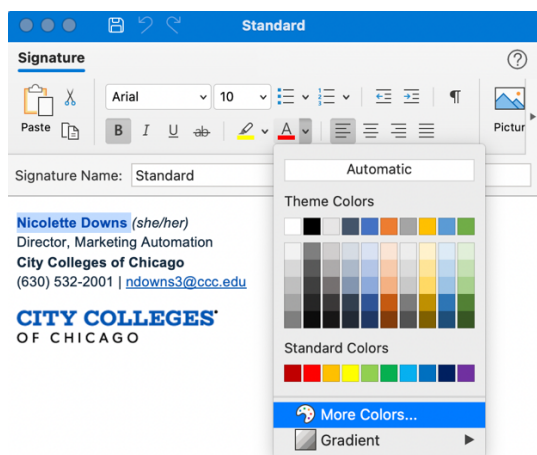 Standard
Signature
Arial
10
Paste
B I U ab A
Pictur
Signature Name: Standard
Automatic
Theme Colors
Standard Colors
More Colors...
Gradient
Nicolette Downs (she/her)
Director, Marketing Automation
City Colleges of Chicago
(630) 532-2001 | ndowns3@ccc.edu
CITY COLLEGES
OF CHICAGO